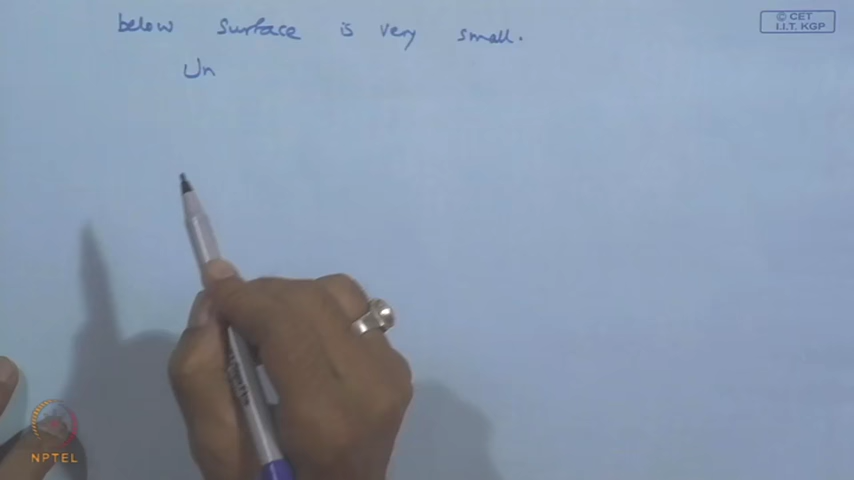 below surface is very small.
Un
© CET
I.I.T. KGP
NPTEL